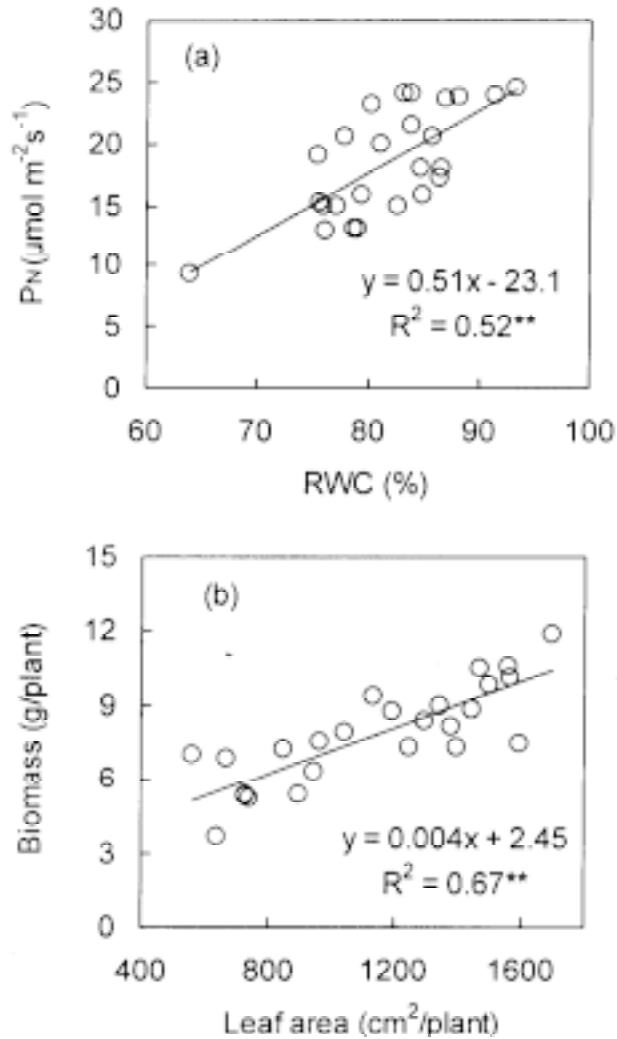 30
(a)
25
20
15
10
5
0
PN (μmol m⁻²s⁻¹)
y = 0.51x - 23.1
R² = 0.52**
60 70 80 90 100
RWC (%)
15
(b)
12
9
6
3
0
Biomass (g/plant)
y = 0.004x + 2.45
R² = 0.67**
400 800 1200 1600
Leaf area (cm²/plant)